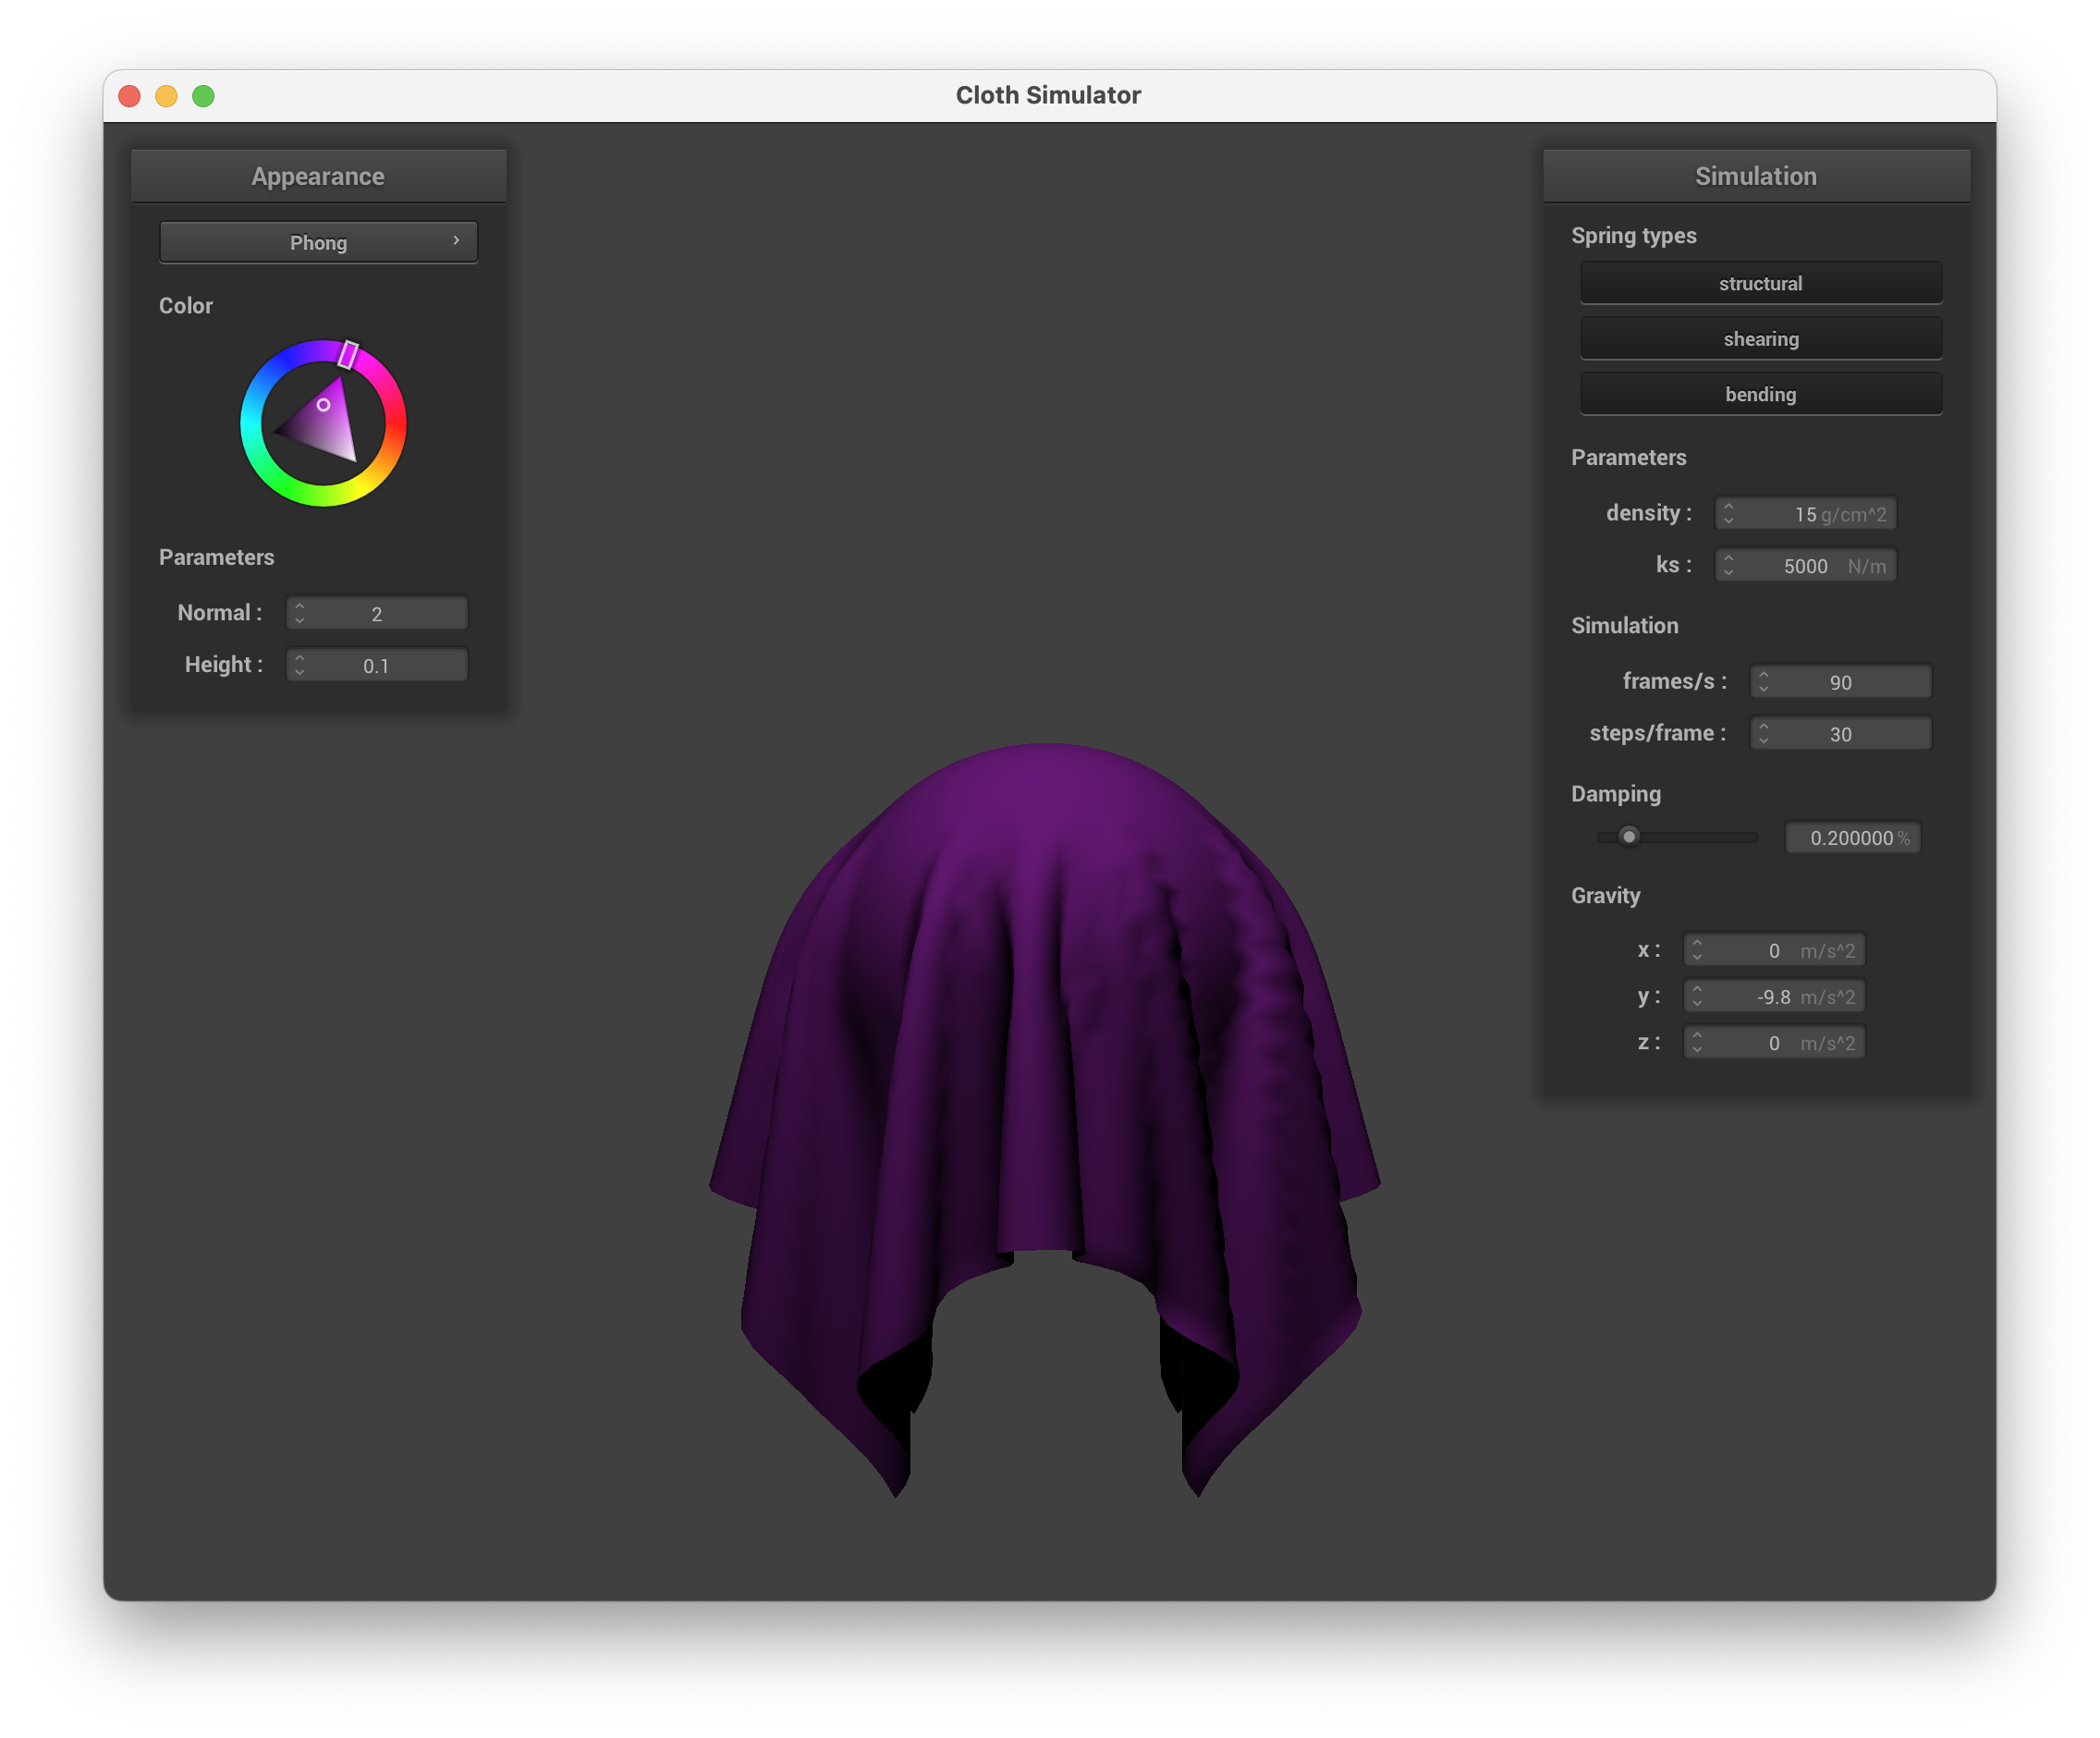 Cloth Simulator
Appearance
Phong
Color
Parameters
Normal : 2
Height : 0.1
Simulation
Spring types
structural
shearing
bending
Parameters
density : 15 g/cm^2
ks : 5000 N/m
Simulation
frames/s : 90
steps/frame : 30
Damping
0.200000 %
Gravity
x : 0 m/s^2
y : -9.8 m/s^2
z : 0 m/s^2